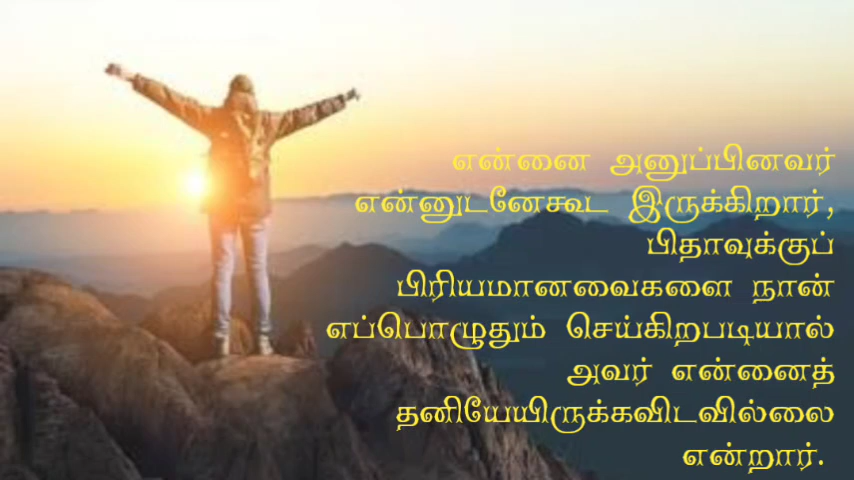 என்னை அனுப்பினவர்
என்னுடனேகூட இருக்கிறார்,
பிதாவுக்குப்
பிரியமானவைகளை நான்
எப்பொழுதும் செய்கிறபடியால்
அவர் என்னைத்
தனியேயிருக்கவிடவில்லை
என்றார்.